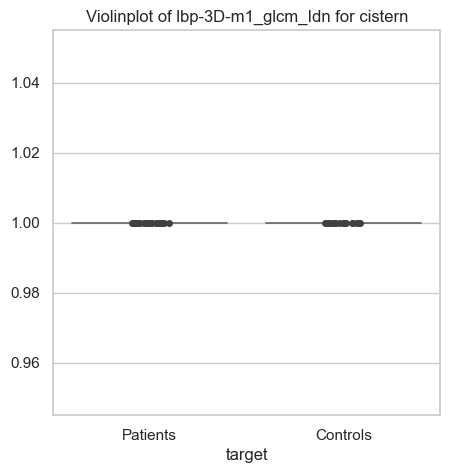 Violinplot of lbp-3D-m1_glcm_Idn for cistern
1.04
1.02
1.00
0.98
0.96
Patients
Controls
target